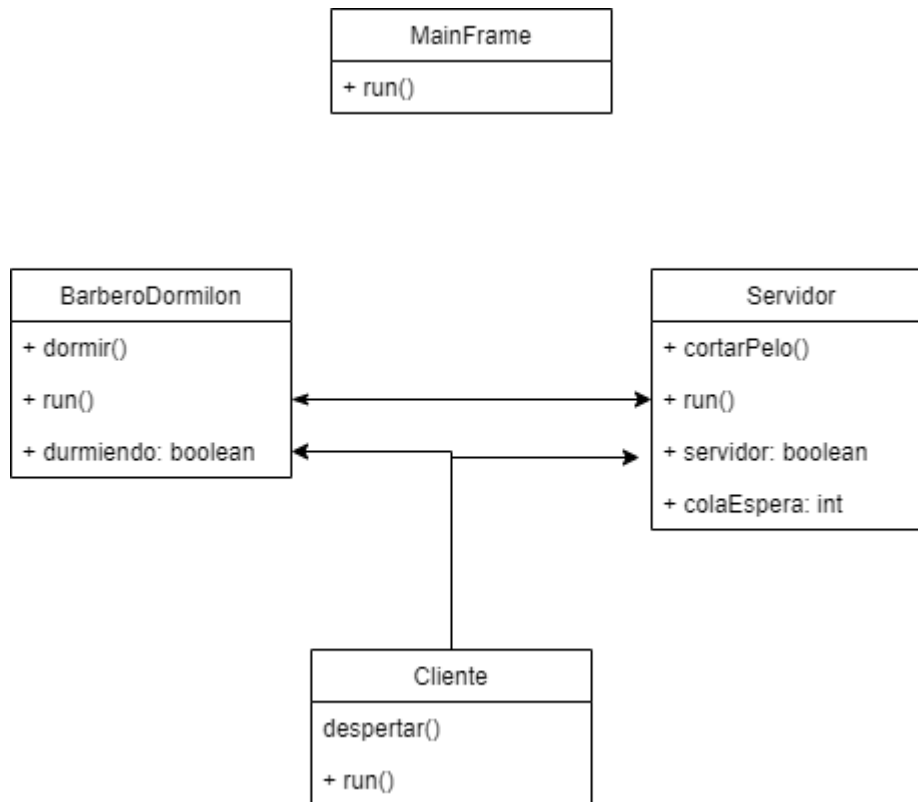 MainFrame
+ run()
BarberoDormilon
+ dormir()
+ run()
+ durmiendo: boolean
Servidor
+ cortarPelo()
+ run()
+ servidor: boolean
+ colaEspera: int
Cliente
despertar()
+ run()